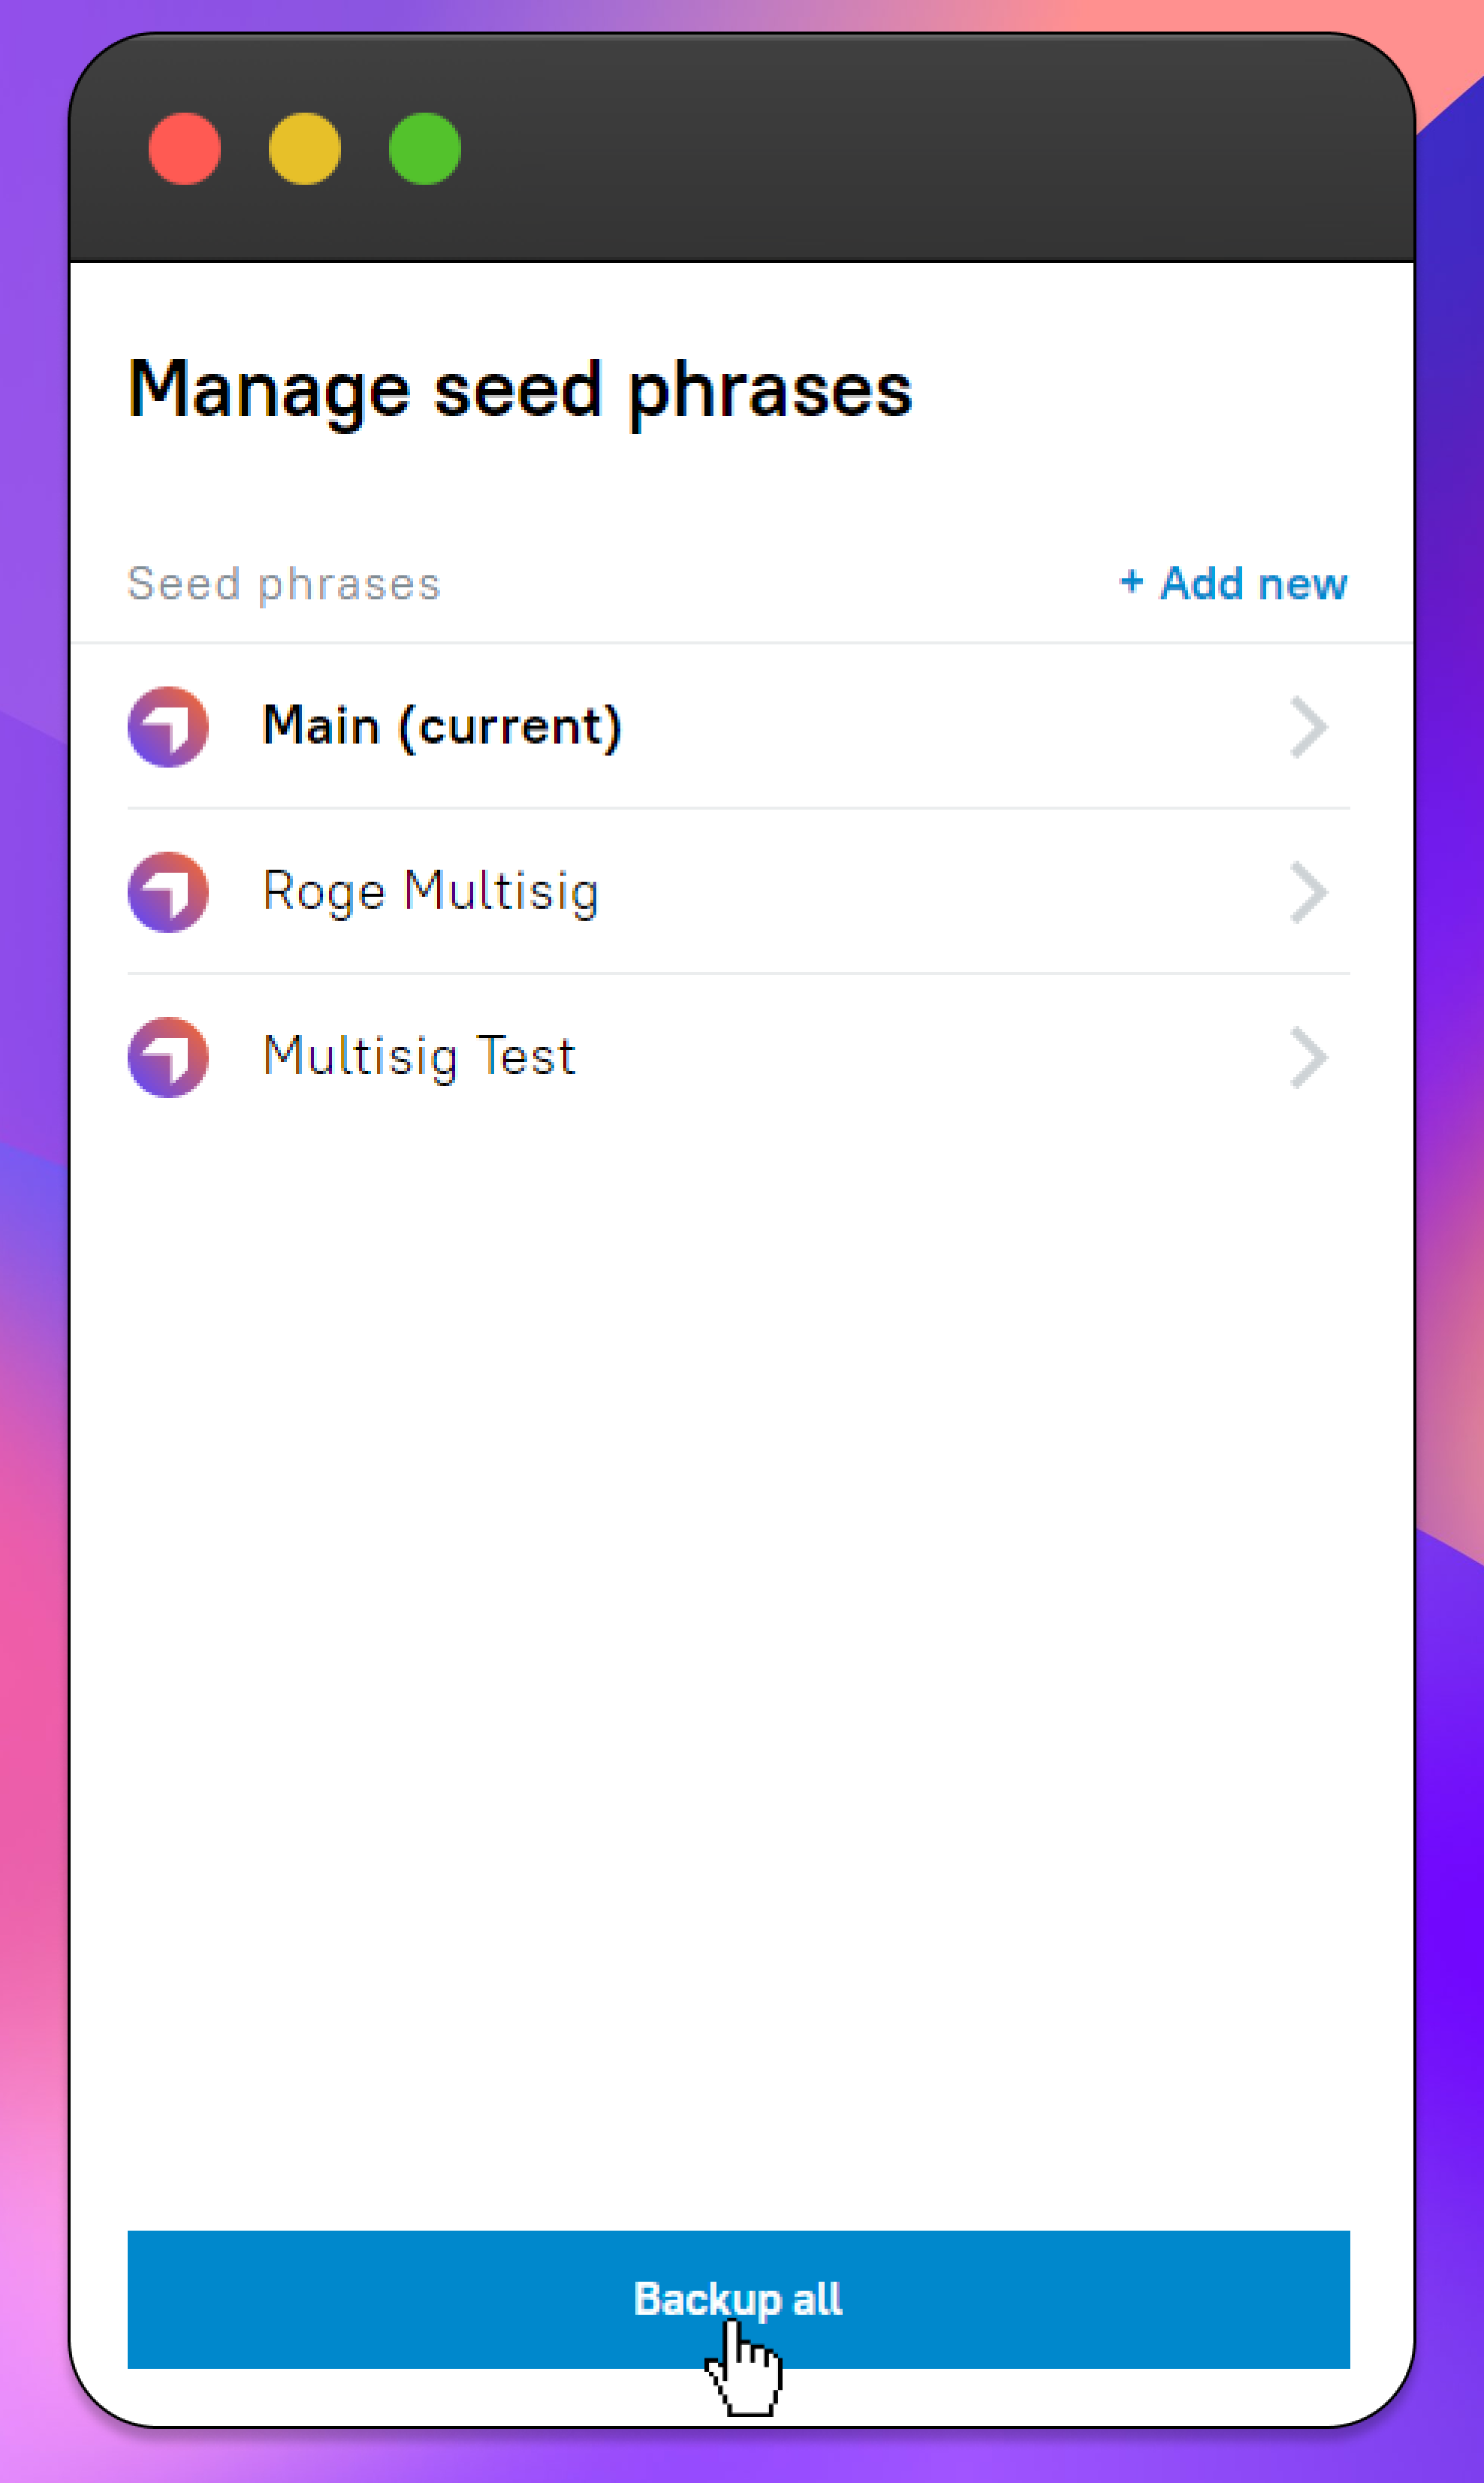 Manage seed phrases
Seed phrases
+ Add new
Main (current)
Roge Multisig
Multisig Test
Backup all